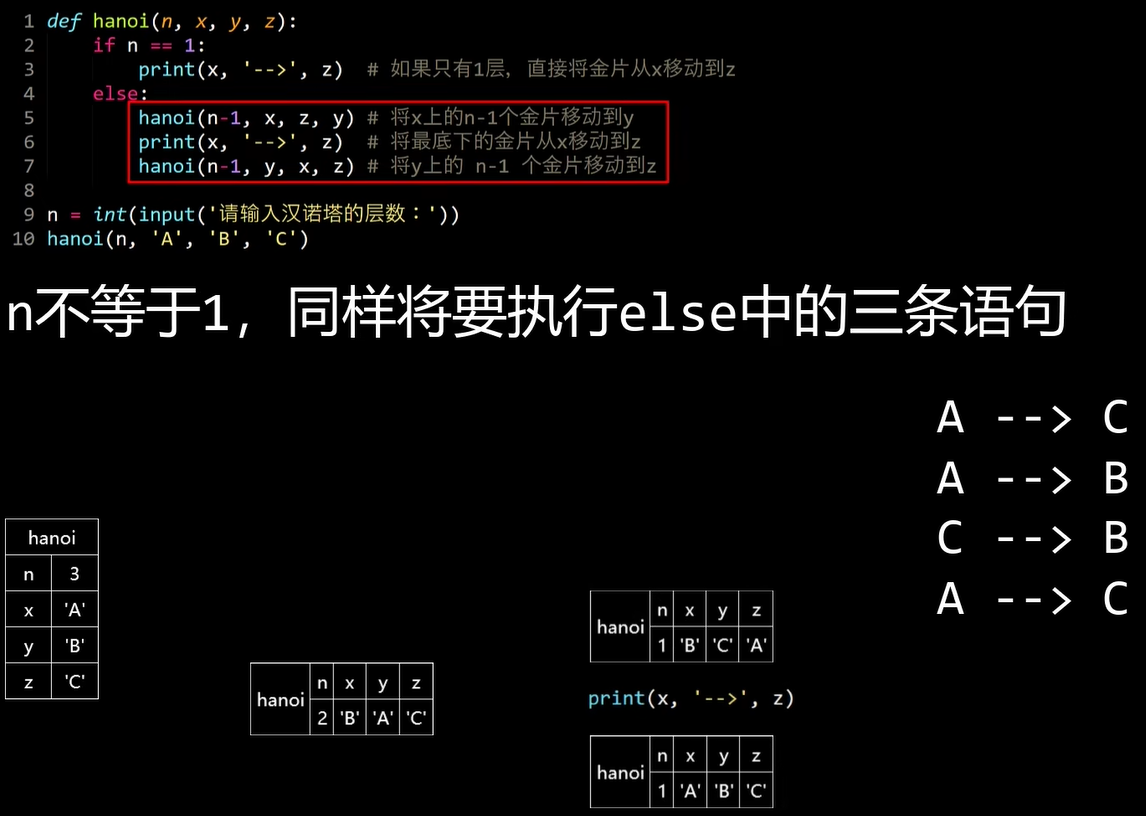 1 def hanoi(n, x, y, z):
2 if n == 1:
3 print(x, '-->', z) # 如果只有1层，直接将金片从x移动到z
4 else:
5 hanoi(n-1, x, z, y) # 将x上的n-1个金片移动到y
6 print(x, '-->', z) # 将最底下的金片从x移动到z
7 hanoi(n-1, y, x, z) # 将y上的 n-1 个金片移动到z
8
9 n = int(input('请输入汉诺塔的层数：'))
10 hanoi(n, 'A', 'B', 'C')
n不等于1，同样将要执行else中的三条语句
A --> C
A --> B
C --> B
A --> C
hanoi
n 3
x 'A'
y 'B'
z 'C'
hanoi
n x y z
2 'B' 'A' 'C'
hanoi
n x y z
1 'B' 'C' 'A'
print(x, '-->', z)
hanoi
n x y z
1 'A' 'B' 'C'